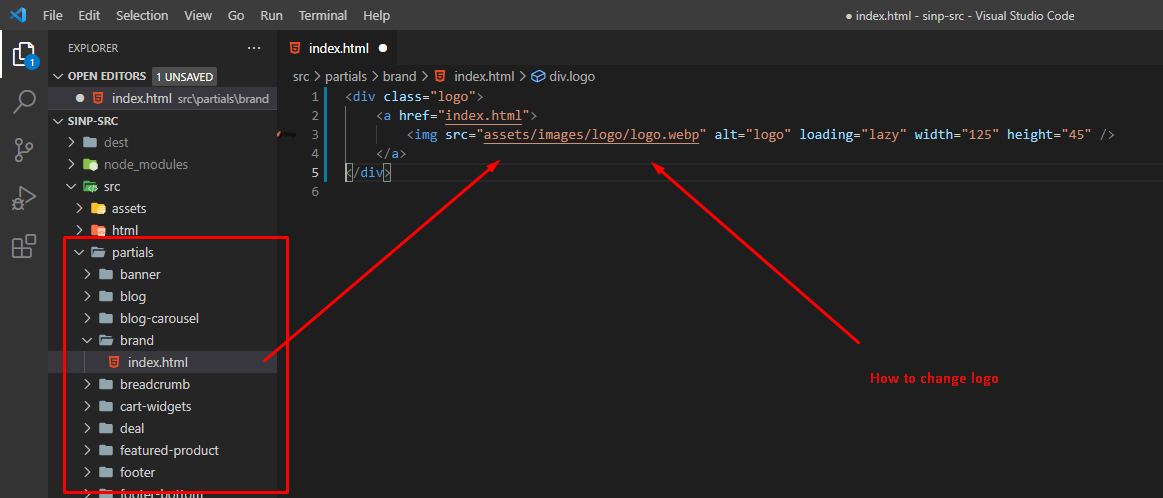 File Edit Selection View Go Run Terminal Help
● index.html - sinp-src - Visual Studio Code
1
EXPLORER
OPEN EDITORS 1 UNSAVED
index.html src\partials\brand
SINP-SRC
dest
node_modules
src
assets
html
partials
banner
blog
blog-carousel
brand
index.html
breadcrumb
cart-widgets
deal
featured-product
footer
footer-bottom
index.html
src > partials > brand > index.html > div.logo
1 <div class="logo">
2 <a href="index.html">
3 <img src="assets/images/logo/logo.webp" alt="logo" loading="lazy" width="125" height="45" />
4 </a>
5 </div>
6
How to change logo